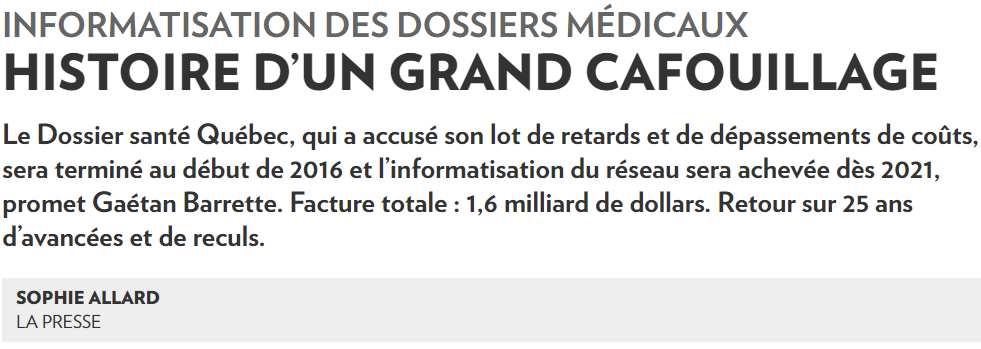 INFORMATISATION DES DOSSIERS MÉDICAUX
HISTOIRE D’UN GRAND CAFOUILLAGE
Le Dossier santé Québec, qui a accusé son lot de retards et de dépassements de coûts,
sera terminé au début de 2016 et l’informatisation du réseau sera achevée dès 2021,
promet Gaétan Barrette. Facture totale : 1,6 milliard de dollars. Retour sur 25 ans
d’avancées et de reculs.
SOPHIE ALLARD
LA PRESSE